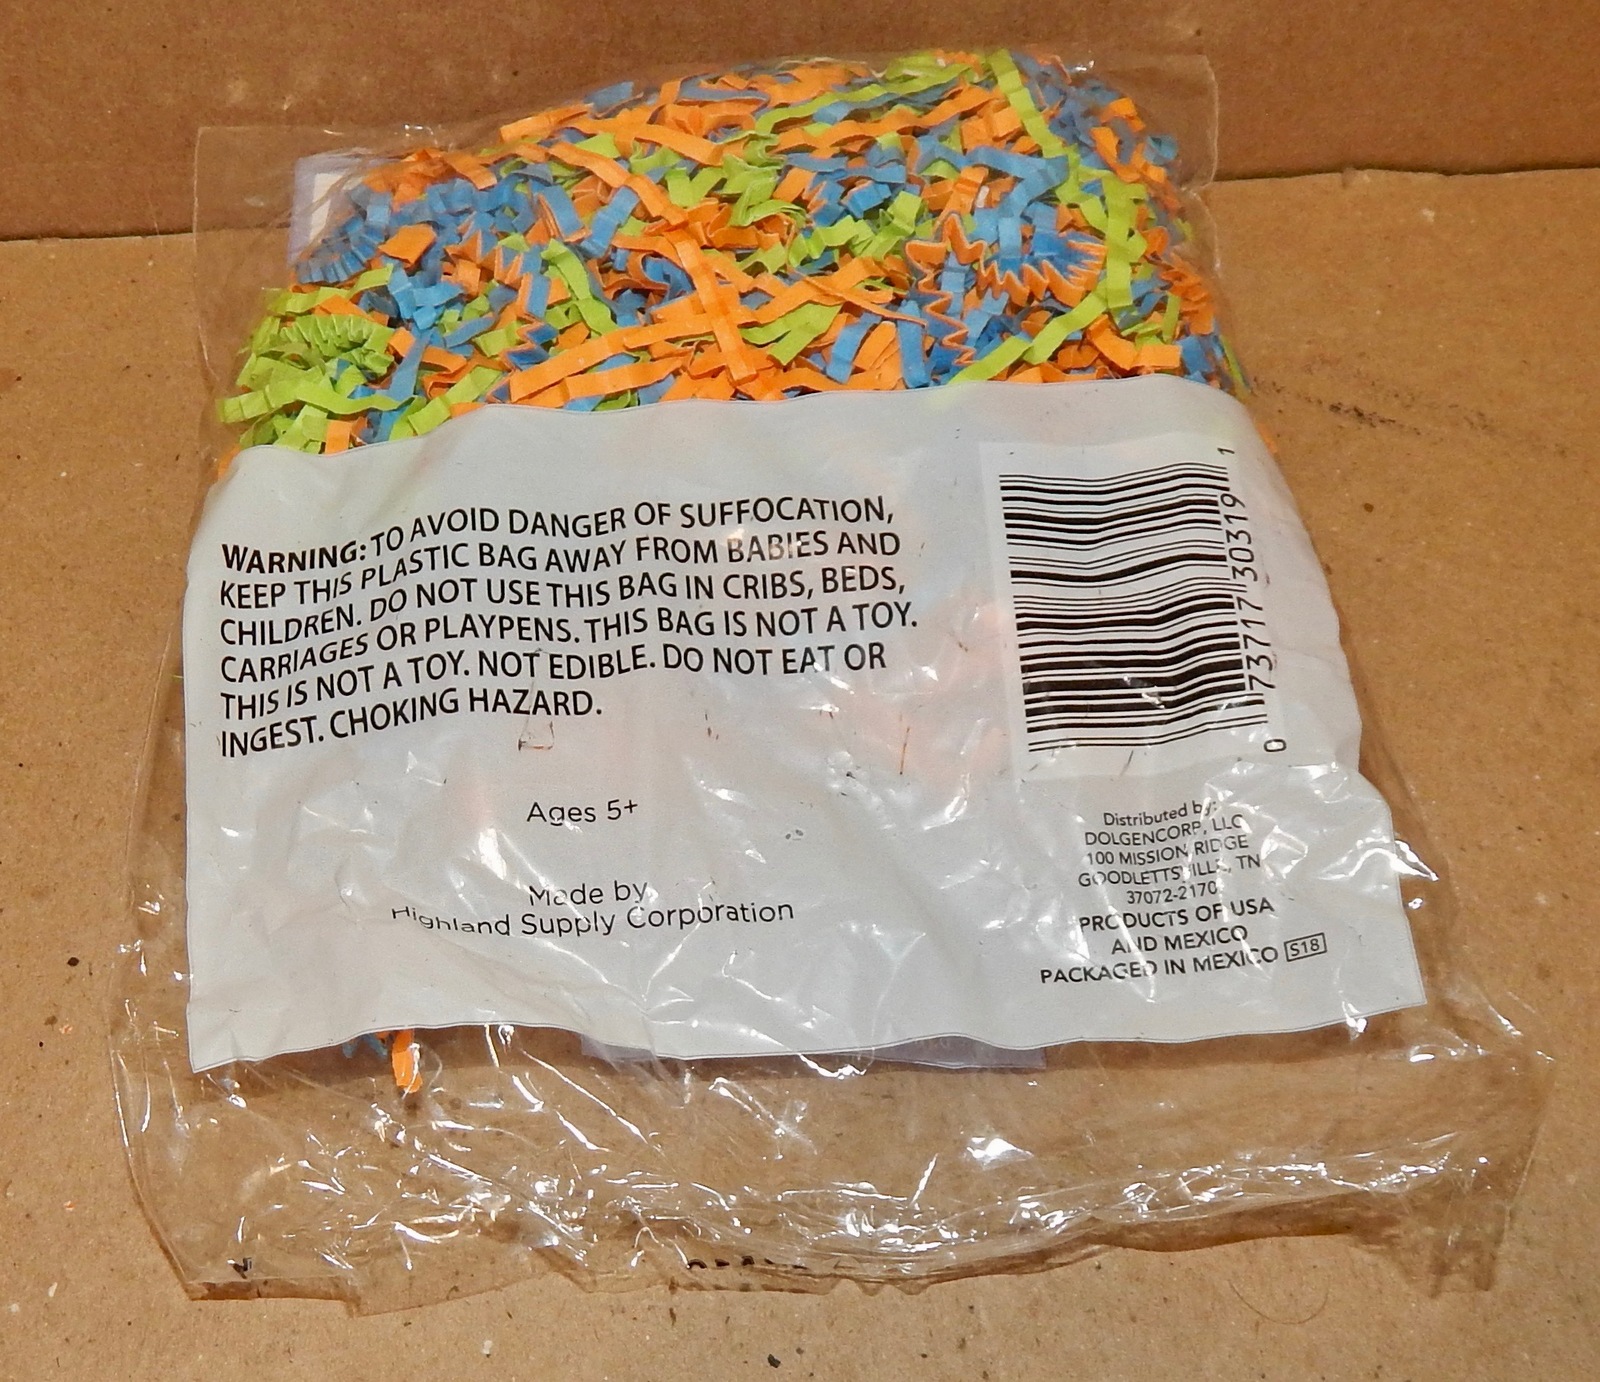 WARNING: TO AVOID DANGER OF SUFFOCATION,
KEEP THIS PLASTIC BAG AWAY FROM BABIES AND
CHILDREN. DO NOT USE THIS BAG IN CRIBS, BEDS,
CARRIAGES OR PLAYPENS. THIS BAG IS NOT A TOY.
THIS IS NOT A TOY. NOT EDIBLE. DO NOT EAT OR
INGEST. CHOKING HAZARD.
Ages 5+
Made by
Highland Supply Corporation
0 73717 30319 1
Distributed by:
DOLGENCORP, LLC
100 MISSION RIDGE
GOODLETTSVILLE, TN
37072-2170
PRODUCTS OF USA
AND MEXICO
PACKAGED IN MEXICO S18